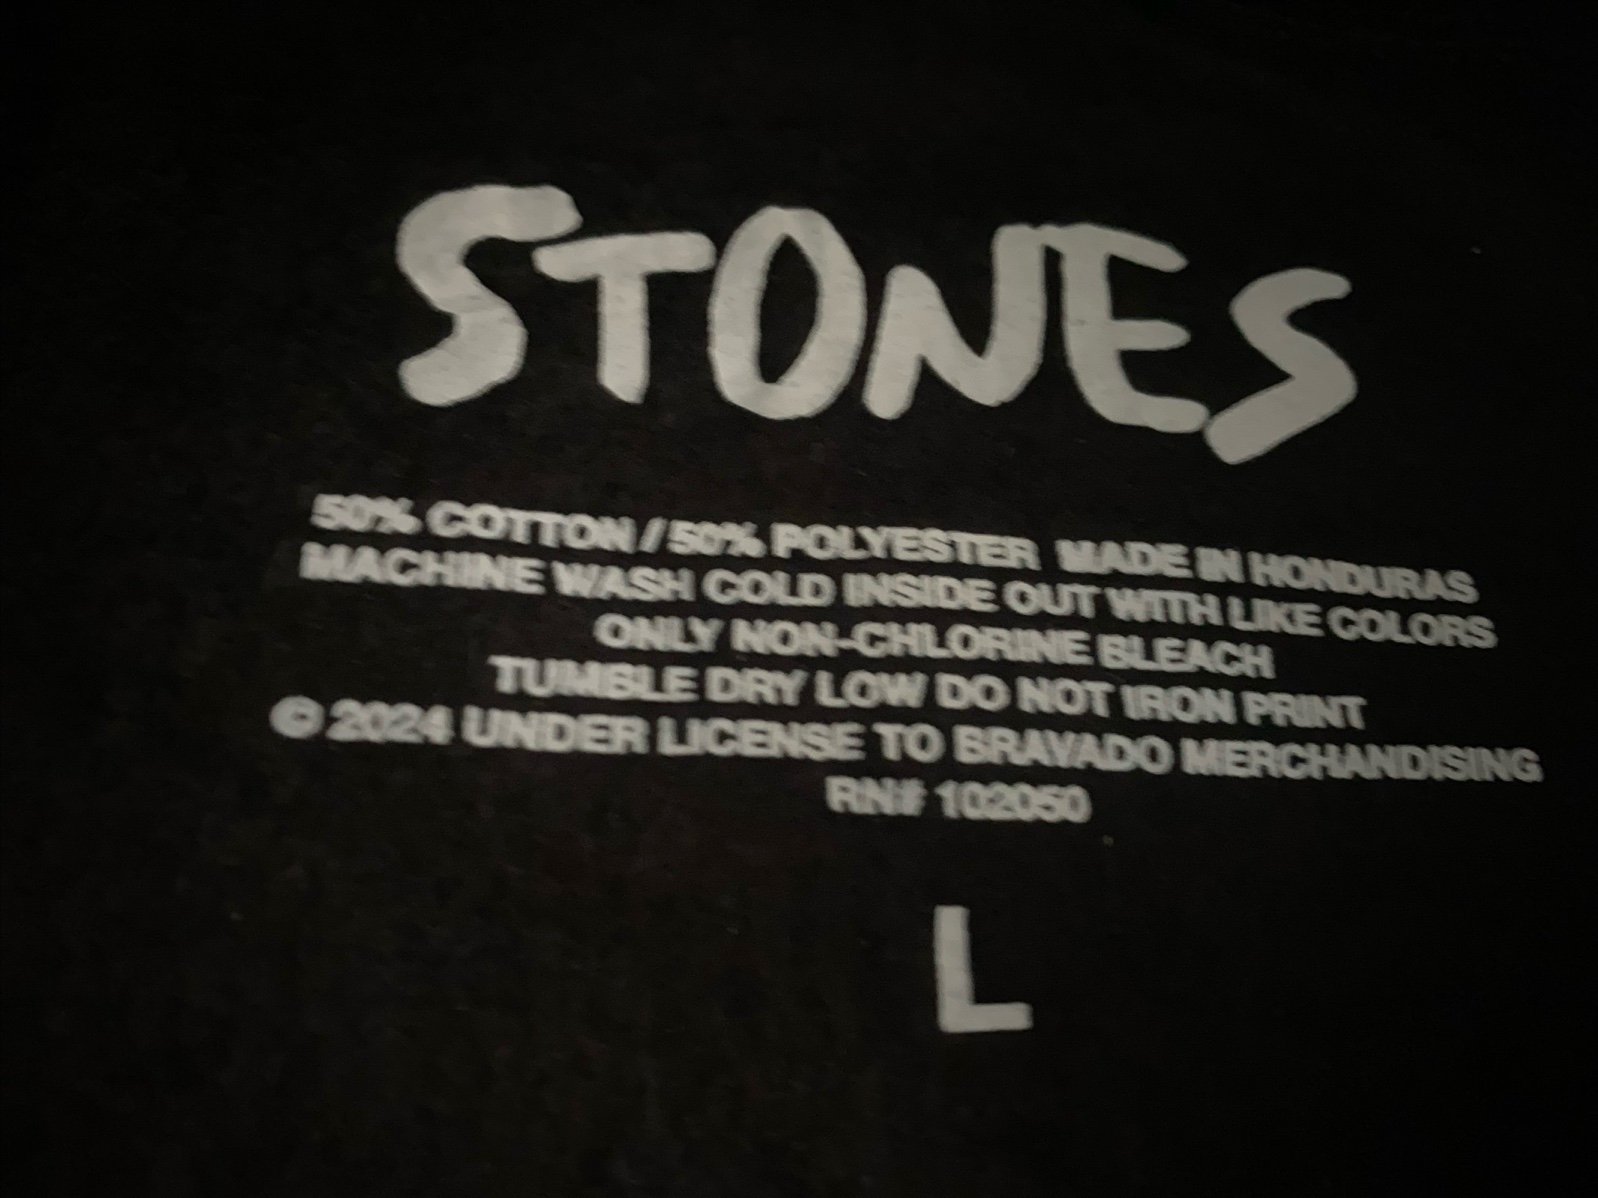 STONES
50% COTTON / 50% POLYESTER MADE IN HONDURAS
MACHINE WASH COLD INSIDE OUT WITH LIKE COLORS
ONLY NON-CHLORINE BLEACH
TUMBLE DRY LOW DO NOT IRON PRINT
© 2024 UNDER LICENSE TO BRAVADO MERCHANDISING
RN# 102050
L